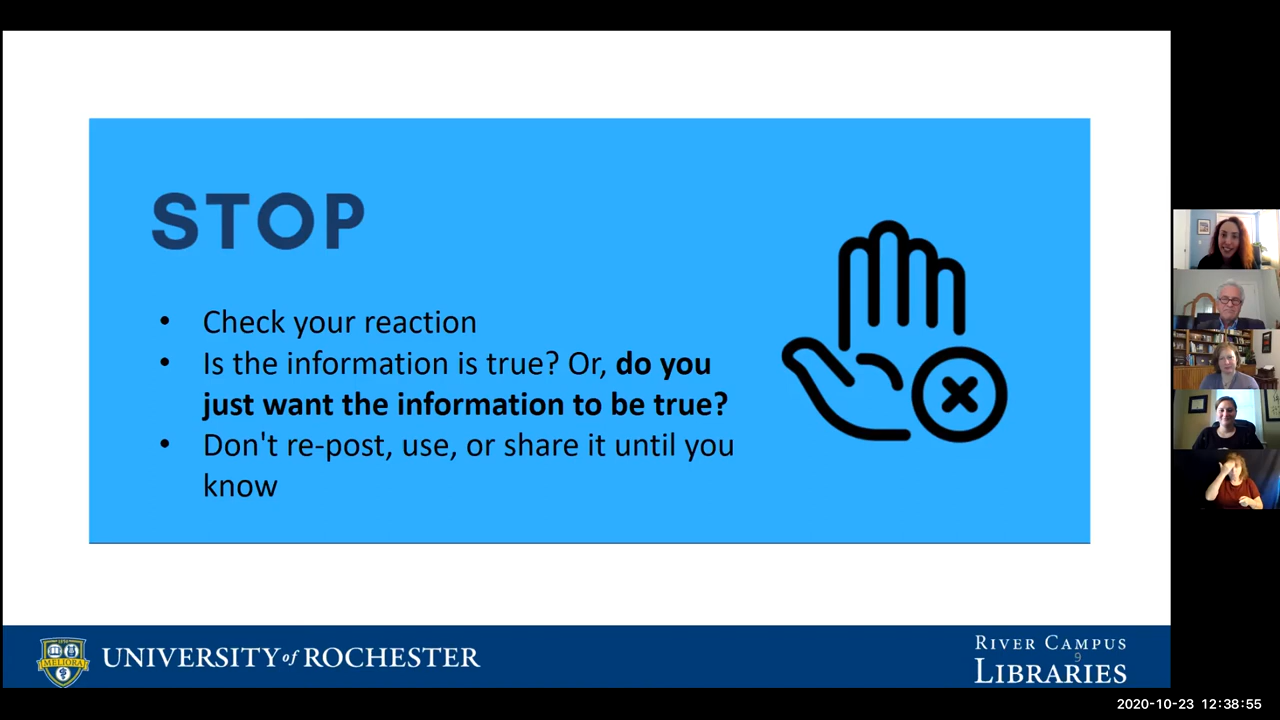 STOP
• Check your reaction
• Is the information is true? Or, do you
just want the information to be true?
• Don't re-post, use, or share it until you
know
MELIORA
UNIVERSITY of ROCHESTER
RIVER CAMPUS
9
LIBRARIES
2020-10-23 12:38:55